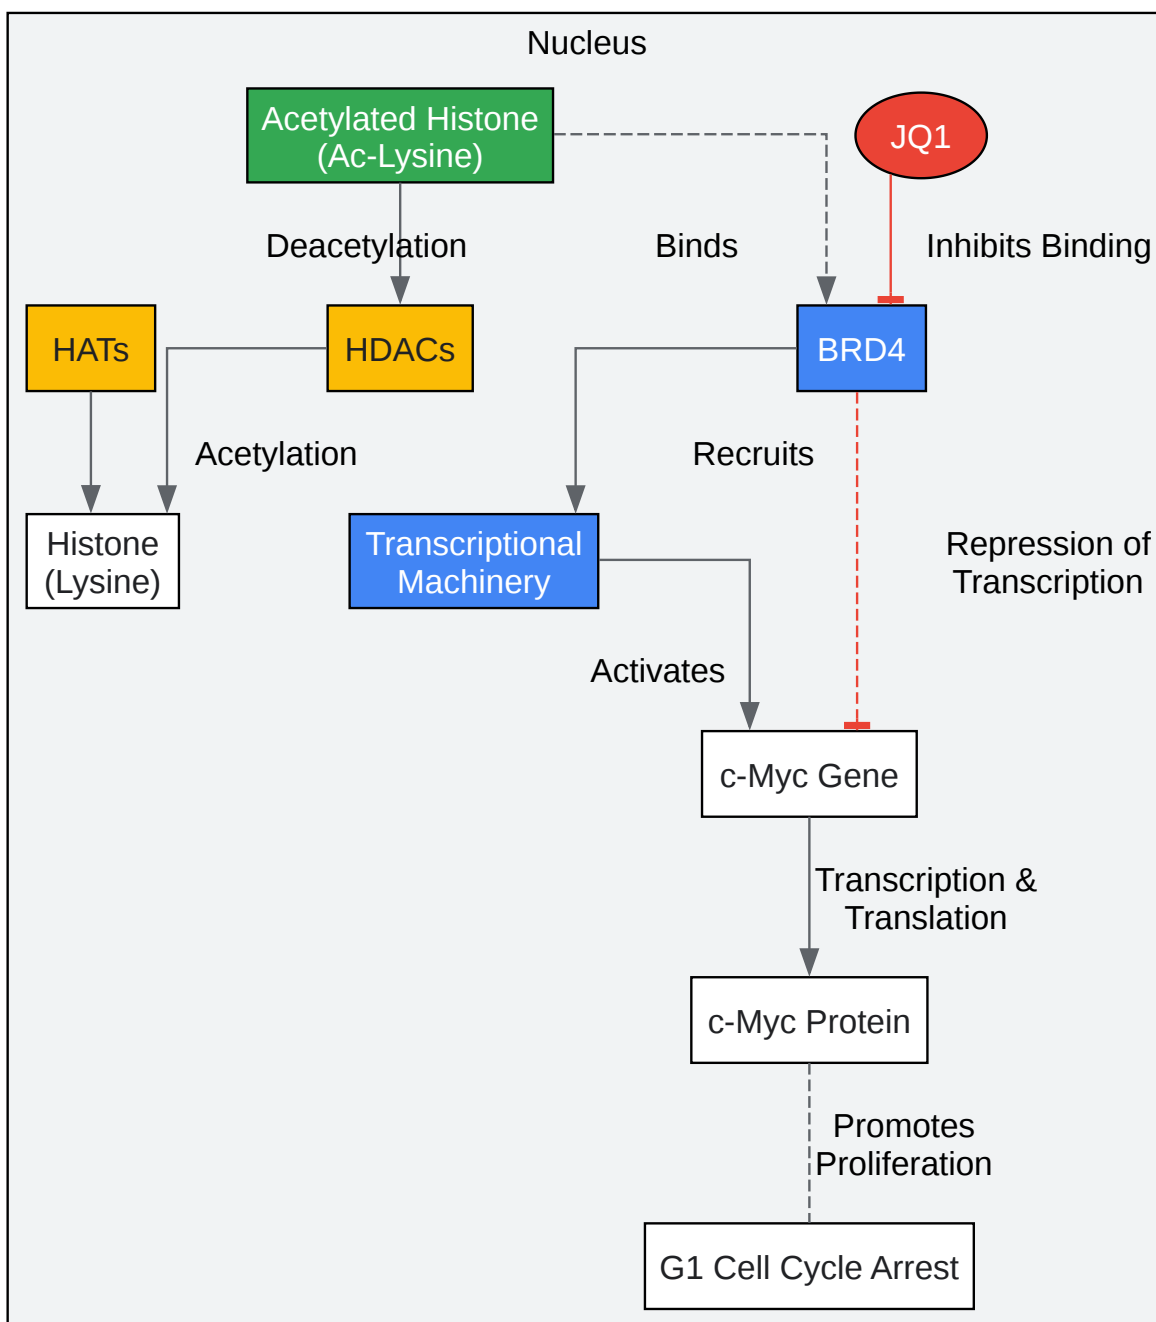 Nucleus
Acetylated Histone
(Ac-Lysine)
JQ1
Deacetylation
Binds
Inhibits Binding
HATs
HDACs
BRD4
Acetylation
Recruits
Histone
(Lysine)
Transcriptional
Machinery
Repression of
Transcription
Activates
c-Myc Gene
Transcription &
Translation
c-Myc Protein
Promotes
Proliferation
G1 Cell Cycle Arrest